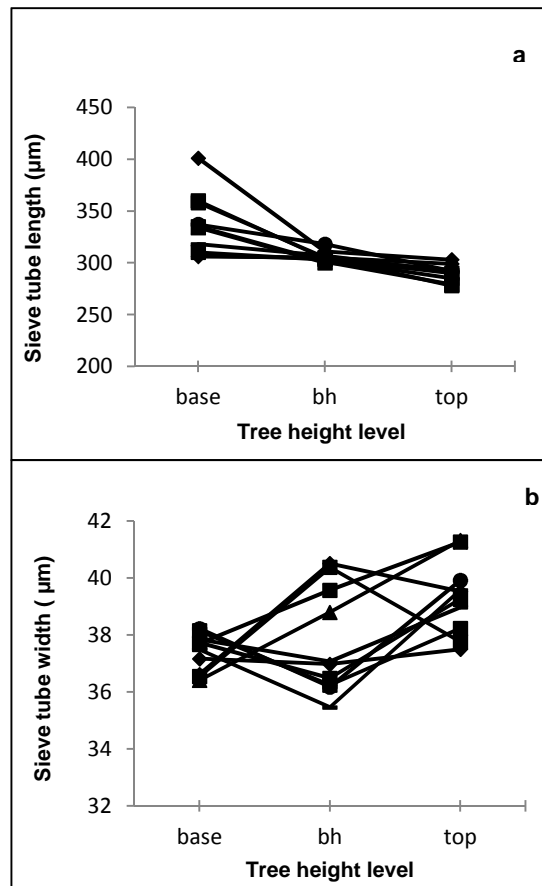 a
Sieve tube length (µm)
450
400
350
300
250
200
base bh top
Tree height level
b
Sieve tube width ( µm)
42
40
38
36
34
32
base bh top
Tree height level